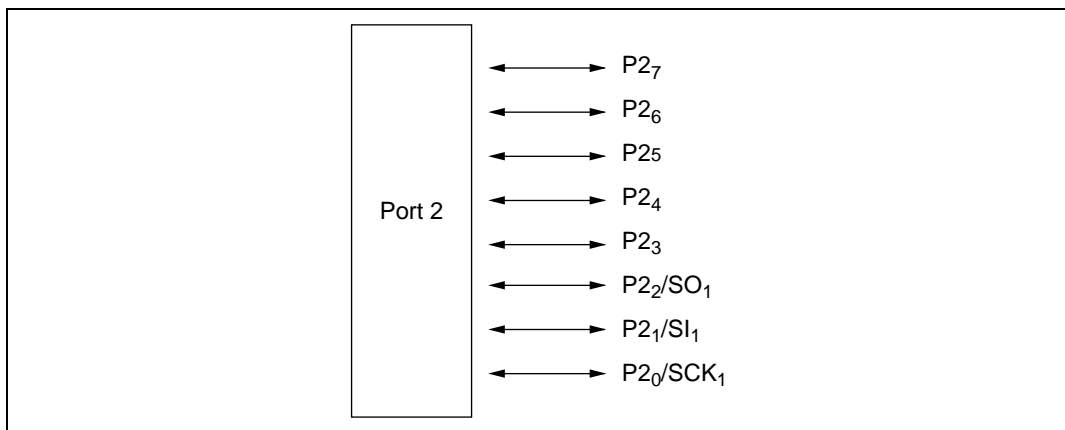 Port 2
P2₇
P2₆
P25
P2₄
P2₃
P2₂/SO₁
P2₁/SI₁
P2₀/SCK₁